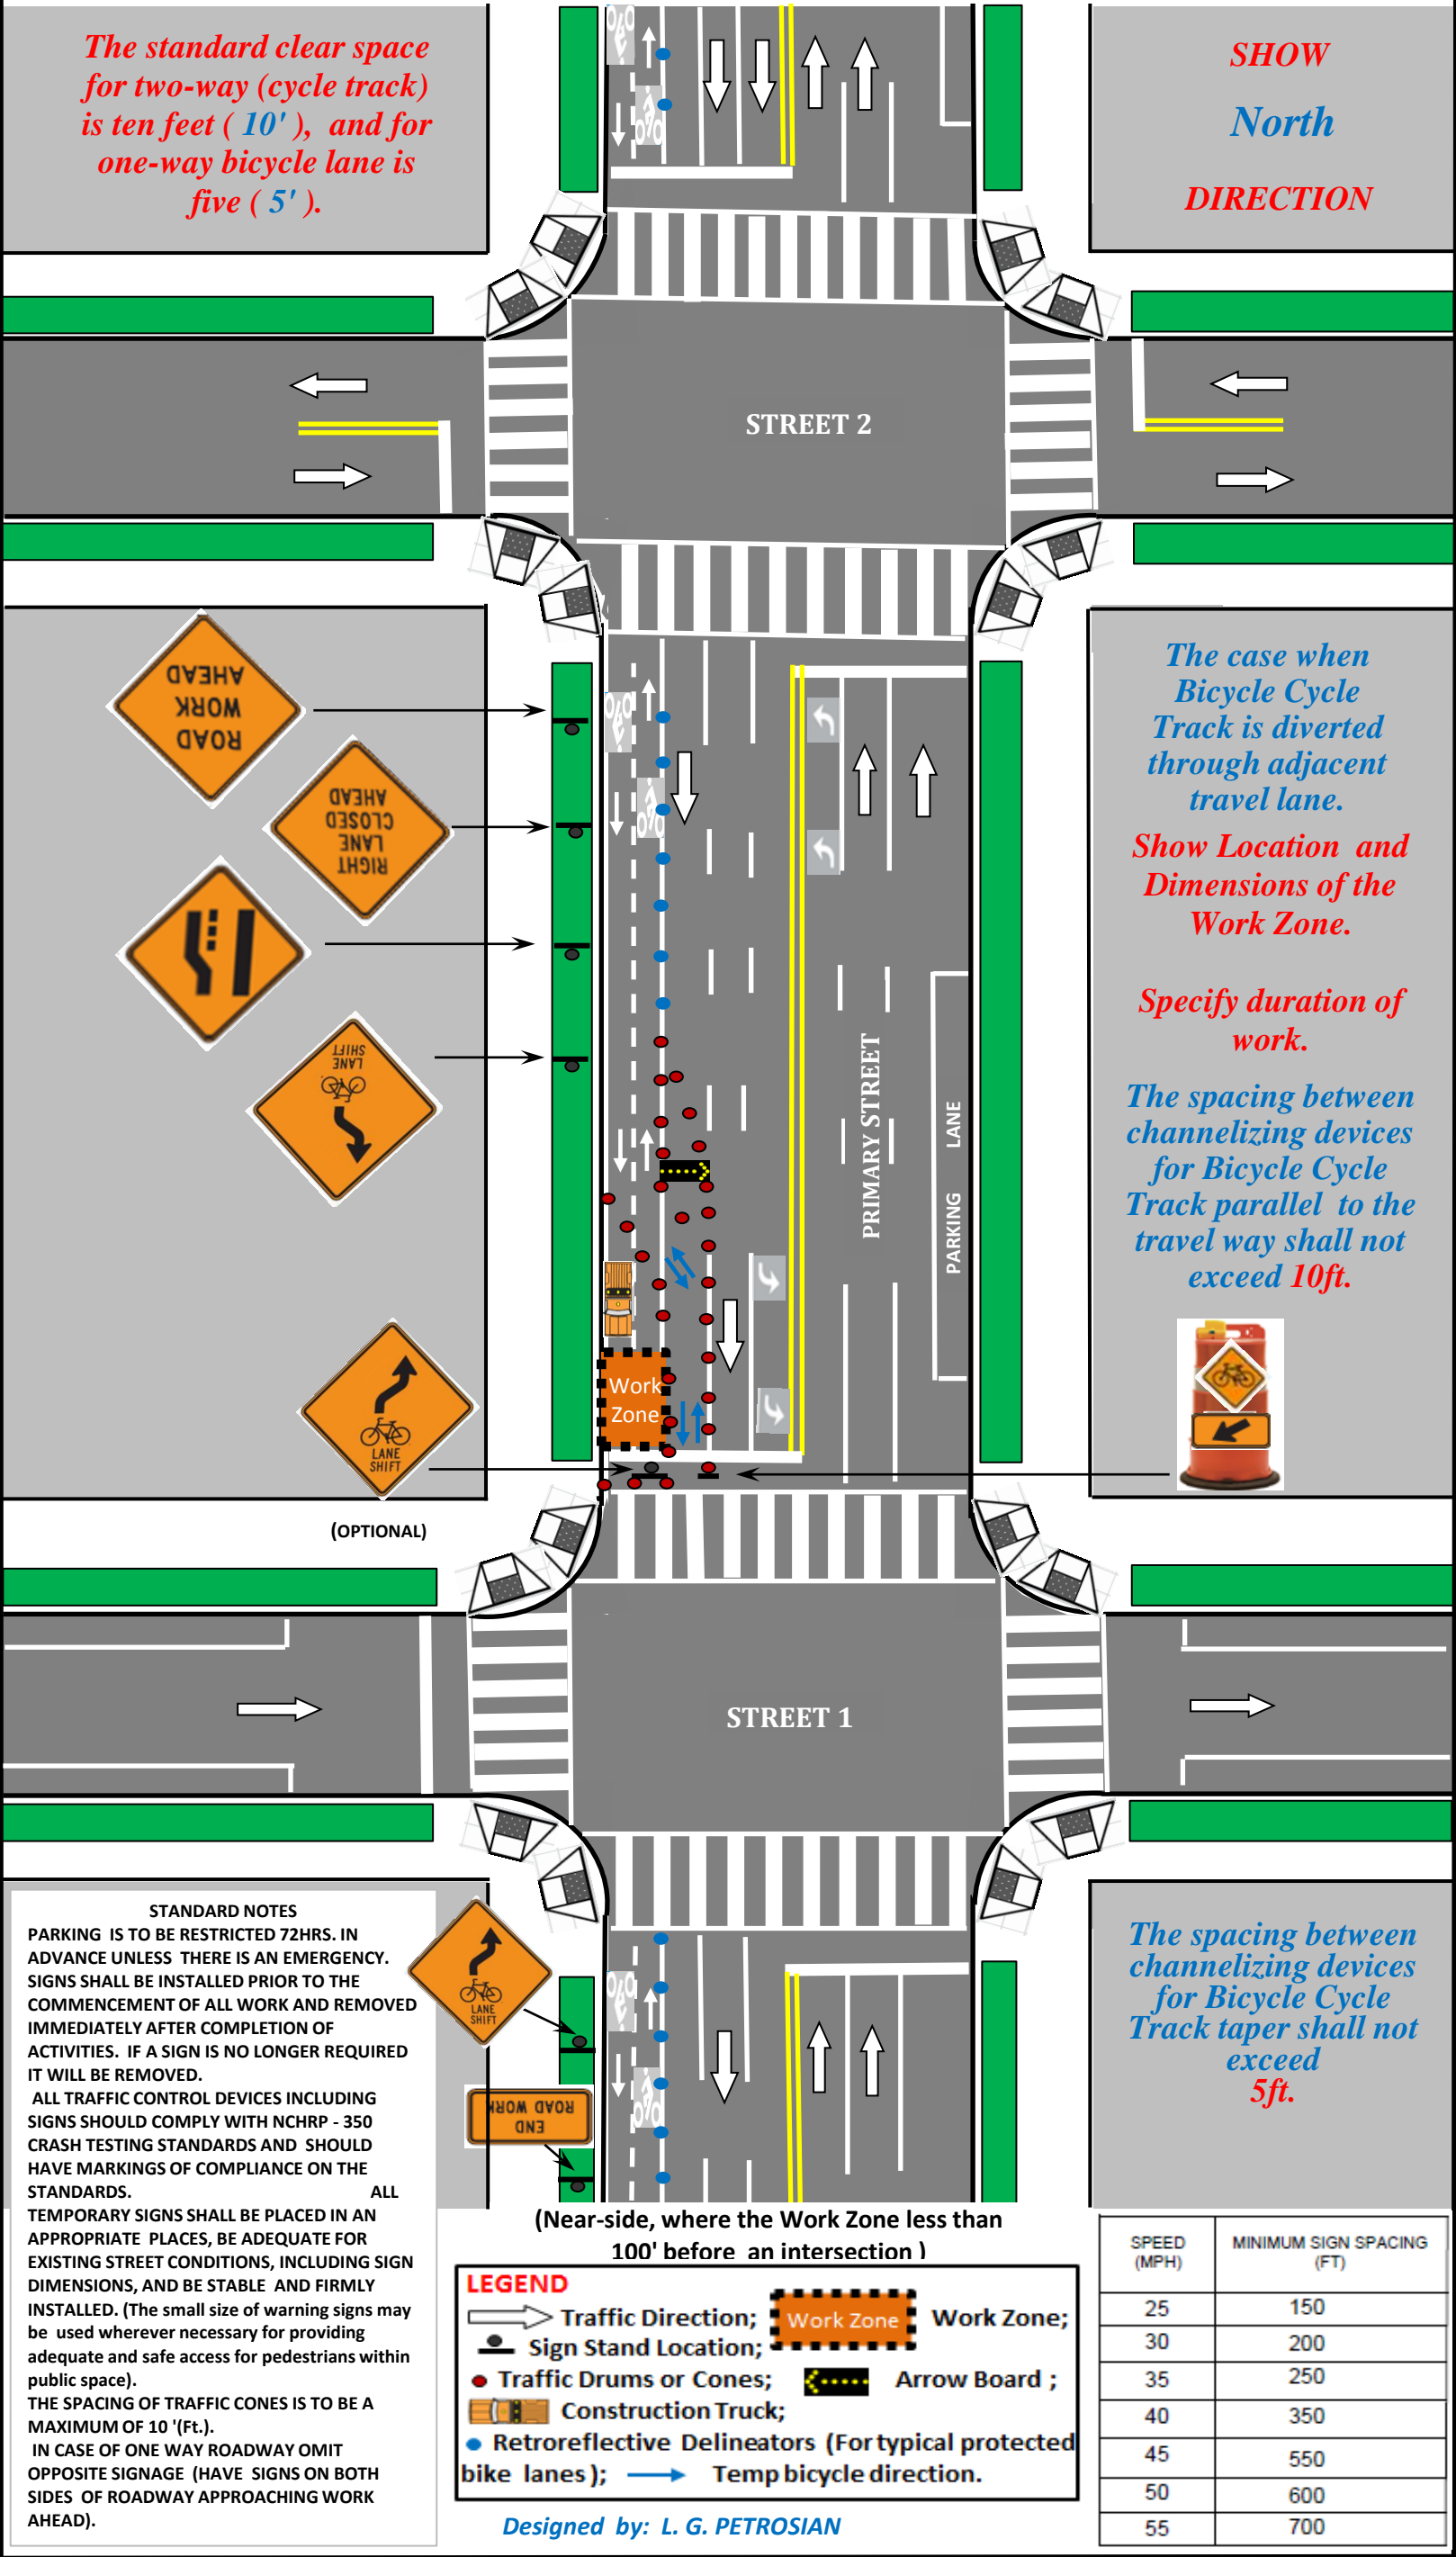 The standard clear space
for two-way (cycle track)
is ten feet ( 10' ),  and for
one-way bicycle lane is
five ( 5' ).
SHOW
North
DIRECTION
STREET 2
ROAD
WORK
AHEAD
RIGHT
LANE
CLOSED
AHEAD
LANE
SHIFT
LANE
SHIFT
(OPTIONAL)
The case when
Bicycle Cycle
Track is diverted
through adjacent
travel lane.
Show Location  and
Dimensions of the
Work Zone.
Specify duration of
work.
The spacing between
channelizing devices
for Bicycle Cycle
Track parallel  to the
travel way shall not
exceed 10ft.
PRIMARY STREET
PARKING    LANE
Work
Zone
STREET 1
STANDARD NOTES
PARKING  IS TO BE RESTRICTED 72HRS. IN
ADVANCE UNLESS  THERE IS AN EMERGENCY.
SIGNS SHALL BE INSTALLED PRIOR TO THE
COMMENCEMENT OF ALL WORK AND REMOVED
IMMEDIATELY AFTER COMPLETION OF
ACTIVITIES.  IF A SIGN IS NO LONGER REQUIRED
IT WILL BE REMOVED.
ALL TRAFFIC CONTROL DEVICES INCLUDING
SIGNS SHOULD COMPLY WITH NCHRP - 350
CRASH TESTING STANDARDS AND  SHOULD
HAVE MARKINGS OF COMPLIANCE ON THE
STANDARDS.                                        ALL
TEMPORARY SIGNS SHALL BE PLACED IN AN
APPROPRIATE  PLACES, BE ADEQUATE FOR
EXISTING STREET CONDITIONS, INCLUDING SIGN
DIMENSIONS, AND BE STABLE  AND FIRMLY
INSTALLED. (The small size of warning signs may
be  used wherever necessary for providing
adequate and safe access for pedestrians within
public space).
THE SPACING OF TRAFFIC CONES IS TO BE A
MAXIMUM OF 10 '(Ft.).
IN CASE OF ONE WAY ROADWAY OMIT
OPPOSITE SIGNAGE  (HAVE  SIGNS ON BOTH
SIDES  OF ROADWAY APPROACHING WORK
AHEAD).
LANE
SHIFT
END
ROAD WORK
The spacing between
channelizing devices
for Bicycle Cycle
Track taper shall not
exceed
5ft.
(Near-side, where the Work Zone less than
100' before  an intersection )
LEGEND
Traffic Direction;  Work Zone  Work Zone;
Sign Stand Location;
Traffic Drums or Cones;  Arrow Board ;
Construction Truck;
Retroreflective Delineators (For typical protected
bike lanes );  Temp bicycle direction.
Designed  by:  L. G. PETROSIAN
SPEED (MPH)  MINIMUM SIGN SPACING (FT)
25  150
30  200
35  250
40  350
45  550
50  600
55  700